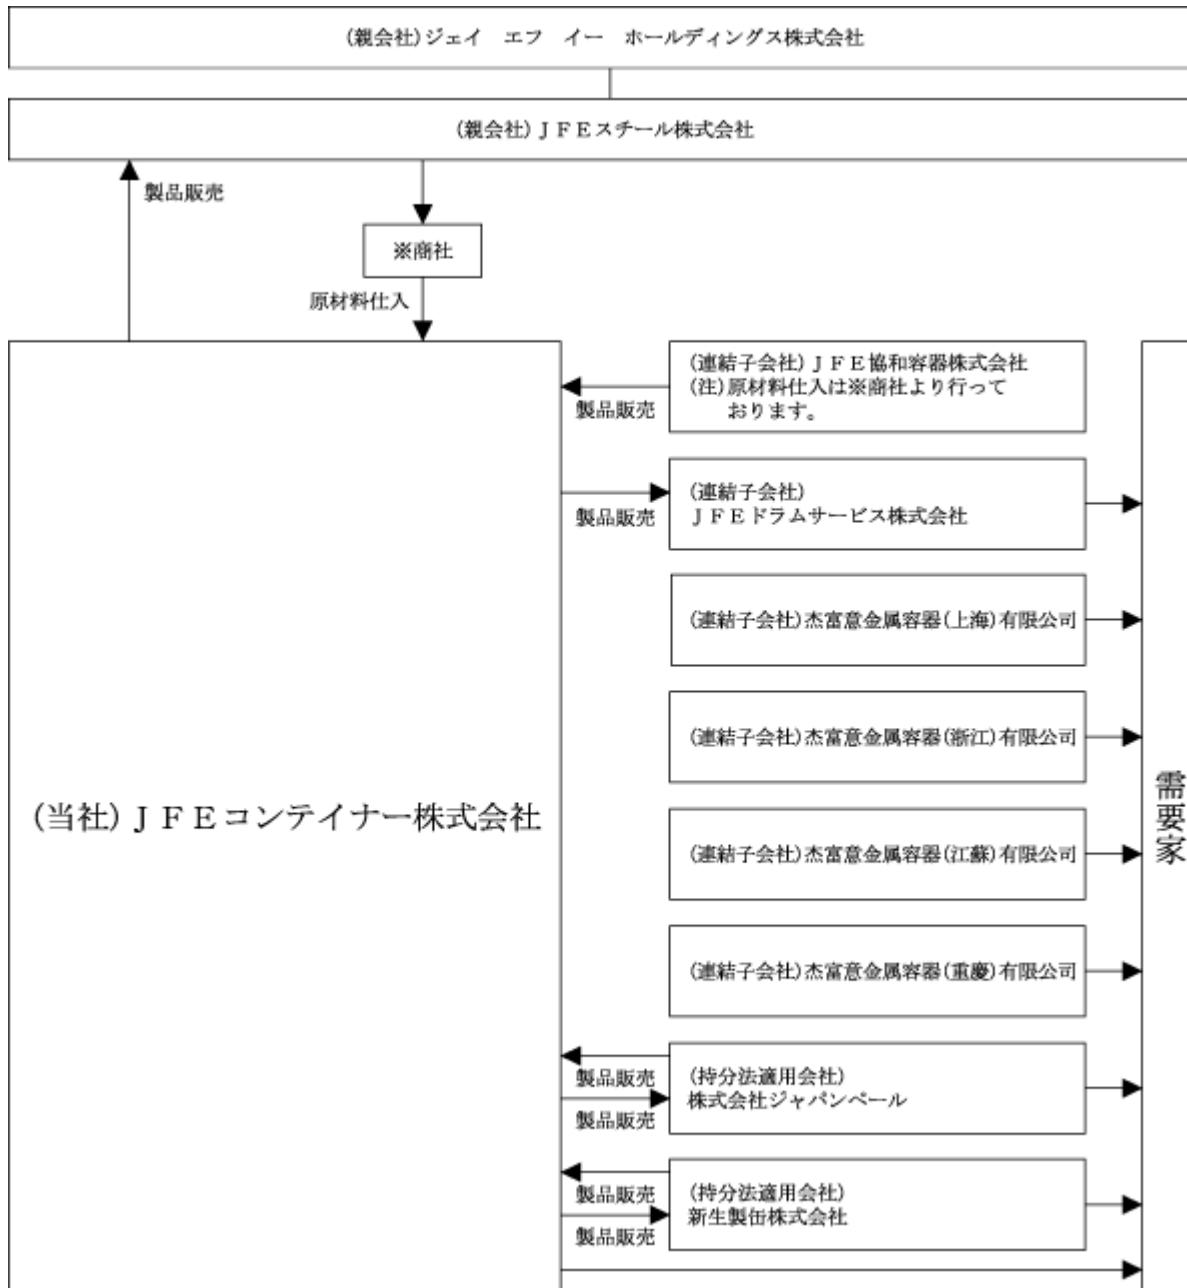 (親会社)ジェイ　エフ　イー　ホールディングス株式会社
(親会社)ＪＦＥスチール株式会社
製品販売
※商社
原材料仕入
(連結子会社)ＪＦＥ協和容器株式会社
(注)原材料仕入は※商社より行って
おります。
製品販売
(連結子会社)
ＪＦＥドラムサービス株式会社
製品販売
(連結子会社)杰富意金属容器(上海)有限公司
(連結子会社)杰富意金属容器(浙江)有限公司
(当社)ＪＦＥコンテイナー株式会社
需要家
(連結子会社)杰富意金属容器(江蘇)有限公司
(連結子会社)杰富意金属容器(重慶)有限公司
製品販売
(持分法適用会社)
株式会社ジャパンペール
製品販売
製品販売
(持分法適用会社)
新生製缶株式会社
製品販売